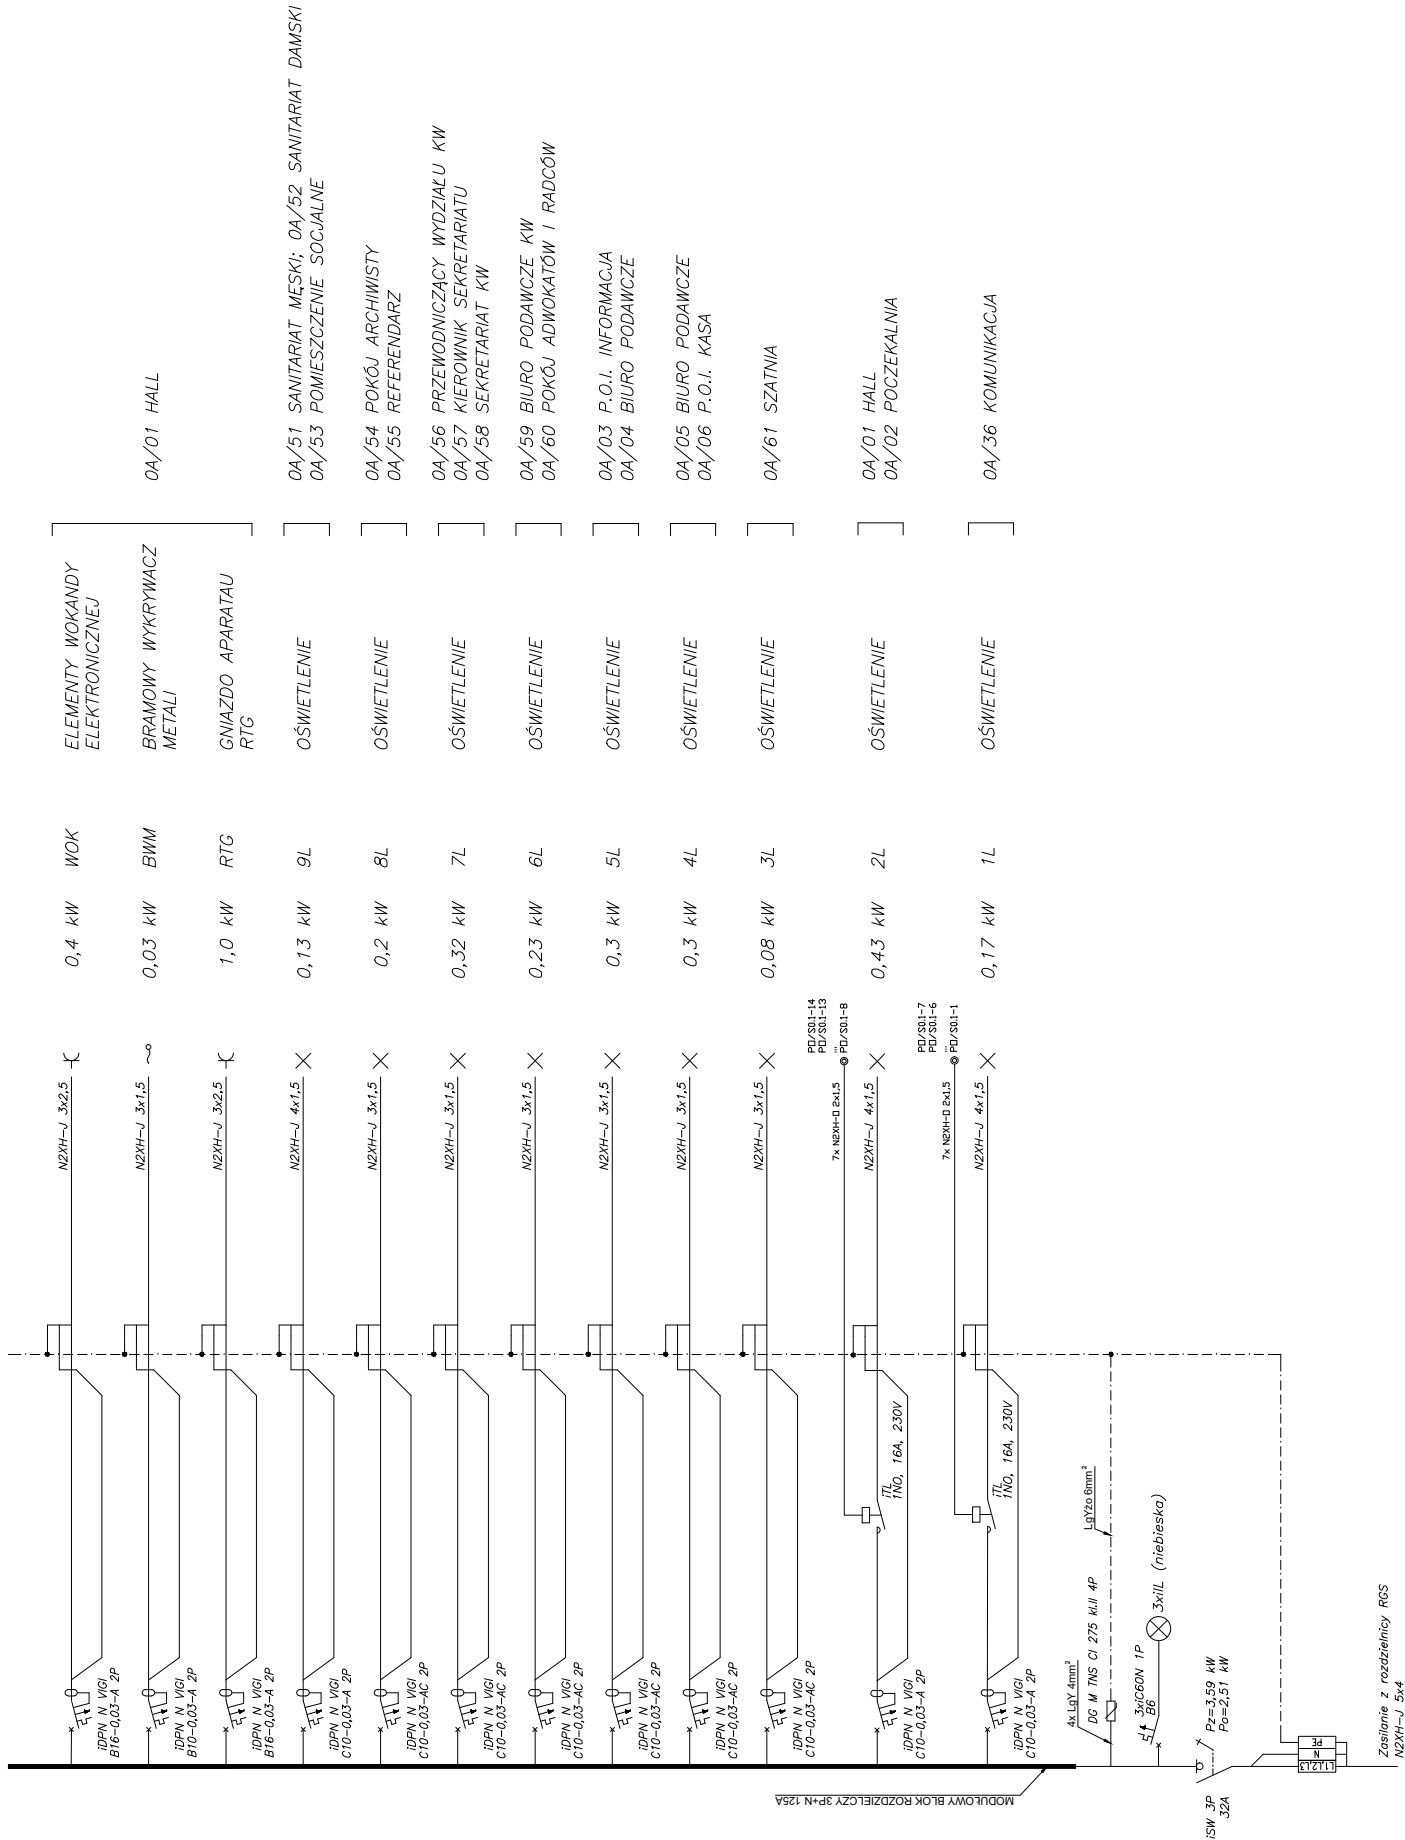 iDPN N VIGI
B16-0,03-A 2P
N2XH-J 3x2,5
0,4 kW
WOK
ELEMENTY WOKANDY
ELEKTRONICZNEJ
iDPN N VIGI
B10-0,03-A 2P
N2XH-J 3x1,5
0,03 kW
BWM
BRAMOWY WYKRYWACZ
METALI
0A/01 HALL
iDPN N VIGI
B16-0,03-A 2P
N2XH-J 3x2,5
1,0 kW
RTG
GNIAZDO APARATAU
RTG
iDPN N VIGI
C10-0,03-A 2P
N2XH-J 4x1,5
0,13 kW
9L
OŚWIETLENIE
0A/51 SANITARIAT MĘSKI; 0A/52 SANITARIAT DAMSKI
0A/53 POMIESZCZENIE SOCJALNE
iDPN N VIGI
C10-0,03-AC 2P
N2XH-J 3x1,5
0,2 kW
8L
OŚWIETLENIE
0A/54 POKÓJ ARCHIWISTY
0A/55 REFERENDARZ
iDPN N VIGI
C10-0,03-AC 2P
N2XH-J 3x1,5
0,32 kW
7L
OŚWIETLENIE
0A/56 PRZEWODNICZĄCY WYDZIAŁU KW
0A/57 KIEROWNIK SEKRETARIATU
0A/58 SEKRETARIAT KW
iDPN N VIGI
C10-0,03-AC 2P
N2XH-J 3x1,5
0,23 kW
6L
OŚWIETLENIE
0A/59 BIURO PODAWCZE KW
0A/60 POKÓJ ADWOKATÓW I RADCÓW
iDPN N VIGI
C10-0,03-AC 2P
N2XH-J 3x1,5
0,3 kW
5L
OŚWIETLENIE
0A/03 P.O.I. INFORMACJA
0A/04 BIURO PODAWCZE
iDPN N VIGI
C10-0,03-AC 2P
N2XH-J 3x1,5
0,3 kW
4L
OŚWIETLENIE
0A/05 BIURO PODAWCZE
0A/06 P.O.I. KASA
iDPN N VIGI
C10-0,03-AC 2P
N2XH-J 3x1,5
0,08 kW
3L
OŚWIETLENIE
0A/61 SZATNIA
PO/S0.1-14
PO/S0.1-13
...
PO/S0.1-8
7x N2XH-O 2x1,5
iDPN N VIGI
C10-0,03-A 2P
iTL
1NO, 16A, 230V
N2XH-J 4x1,5
0,43 kW
2L
OŚWIETLENIE
0A/01 HALL
0A/02 POCZEKALNIA
PO/S0.1-7
PO/S0.1-6
...
PO/S0.1-1
7x N2XH-O 2x1,5
iDPN N VIGI
C10-0,03-A 2P
iTL
1NO, 16A, 230V
N2XH-J 4x1,5
0,17 kW
1L
OŚWIETLENIE
0A/36 KOMUNIKACJA
MODUŁOWY BLOK ROZDZIELCZY 3P+N 125A
4x LgY 4mm²
DG M TNS CI 275 kl.II 4P
LgYżo 6mm²
3xiC60N 1P
B6
3xiIL (niebieska)
iSW 3P
32A
Pz=3,59 kW
Po=2,51 kW
L1,L2,L3
N
PE
Zasilanie z rozdzielnicy RGS
N2XH-J 5x4